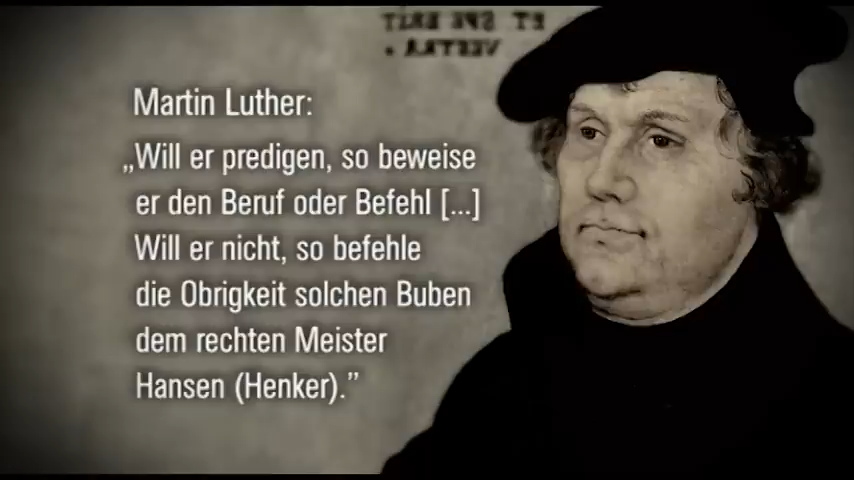 Martin Luther:
„Will er predigen, so beweise
er den Beruf oder Befehl [...]
Will er nicht, so befehle
die Obrigkeit solchen Buben
dem rechten Meister
Hansen (Henker).”